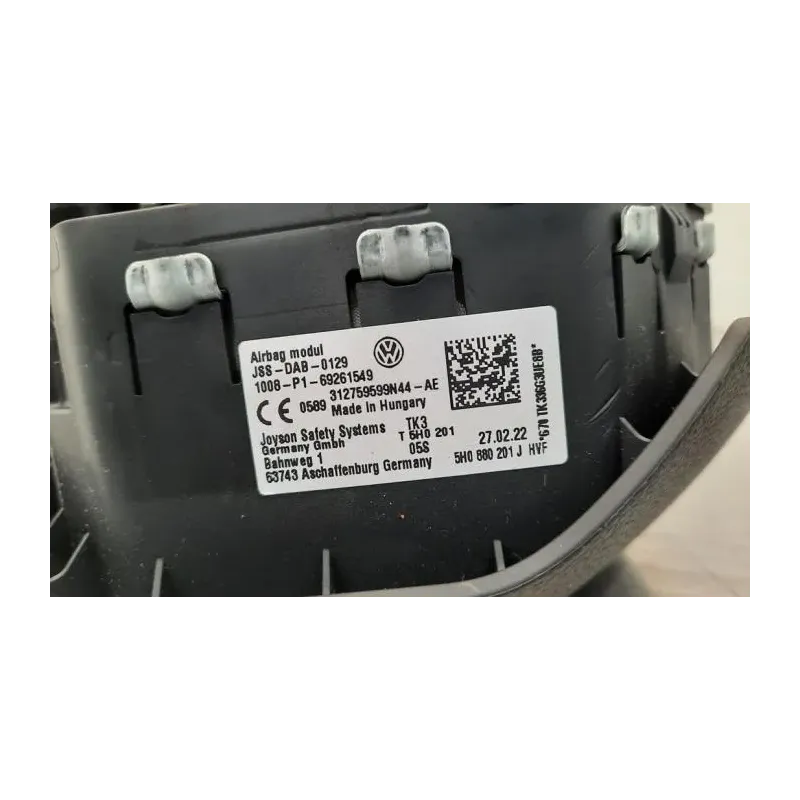 Airbag modul
JSS-DAB-0129
1008-P1-69261549
312759599N44-AE
CE 0589 Made in Hungary
Joyson Safety Systems TK3
Germany GmbH T 5H0 201
Bahnweg 1 05S 27.02.22
63743 Aschaffenburg Germany 5H0 880 201 J HVF